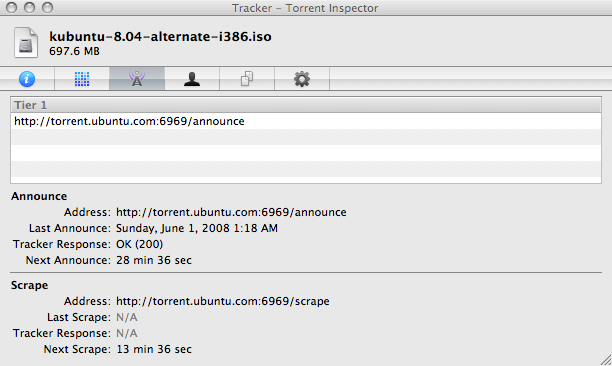 Tracker – Torrent Inspector
kubuntu-8.04-alternate-i386.iso
697.6 MB
Tier 1
http://torrent.ubuntu.com:6969/announce
Announce
Address: http://torrent.ubuntu.com:6969/announce
Last Announce: Sunday, June 1, 2008 1:18 AM
Tracker Response: OK (200)
Next Announce: 28 min 36 sec
Scrape
Address: http://torrent.ubuntu.com:6969/scrape
Last Scrape: N/A
Tracker Response: N/A
Next Scrape: 13 min 36 sec